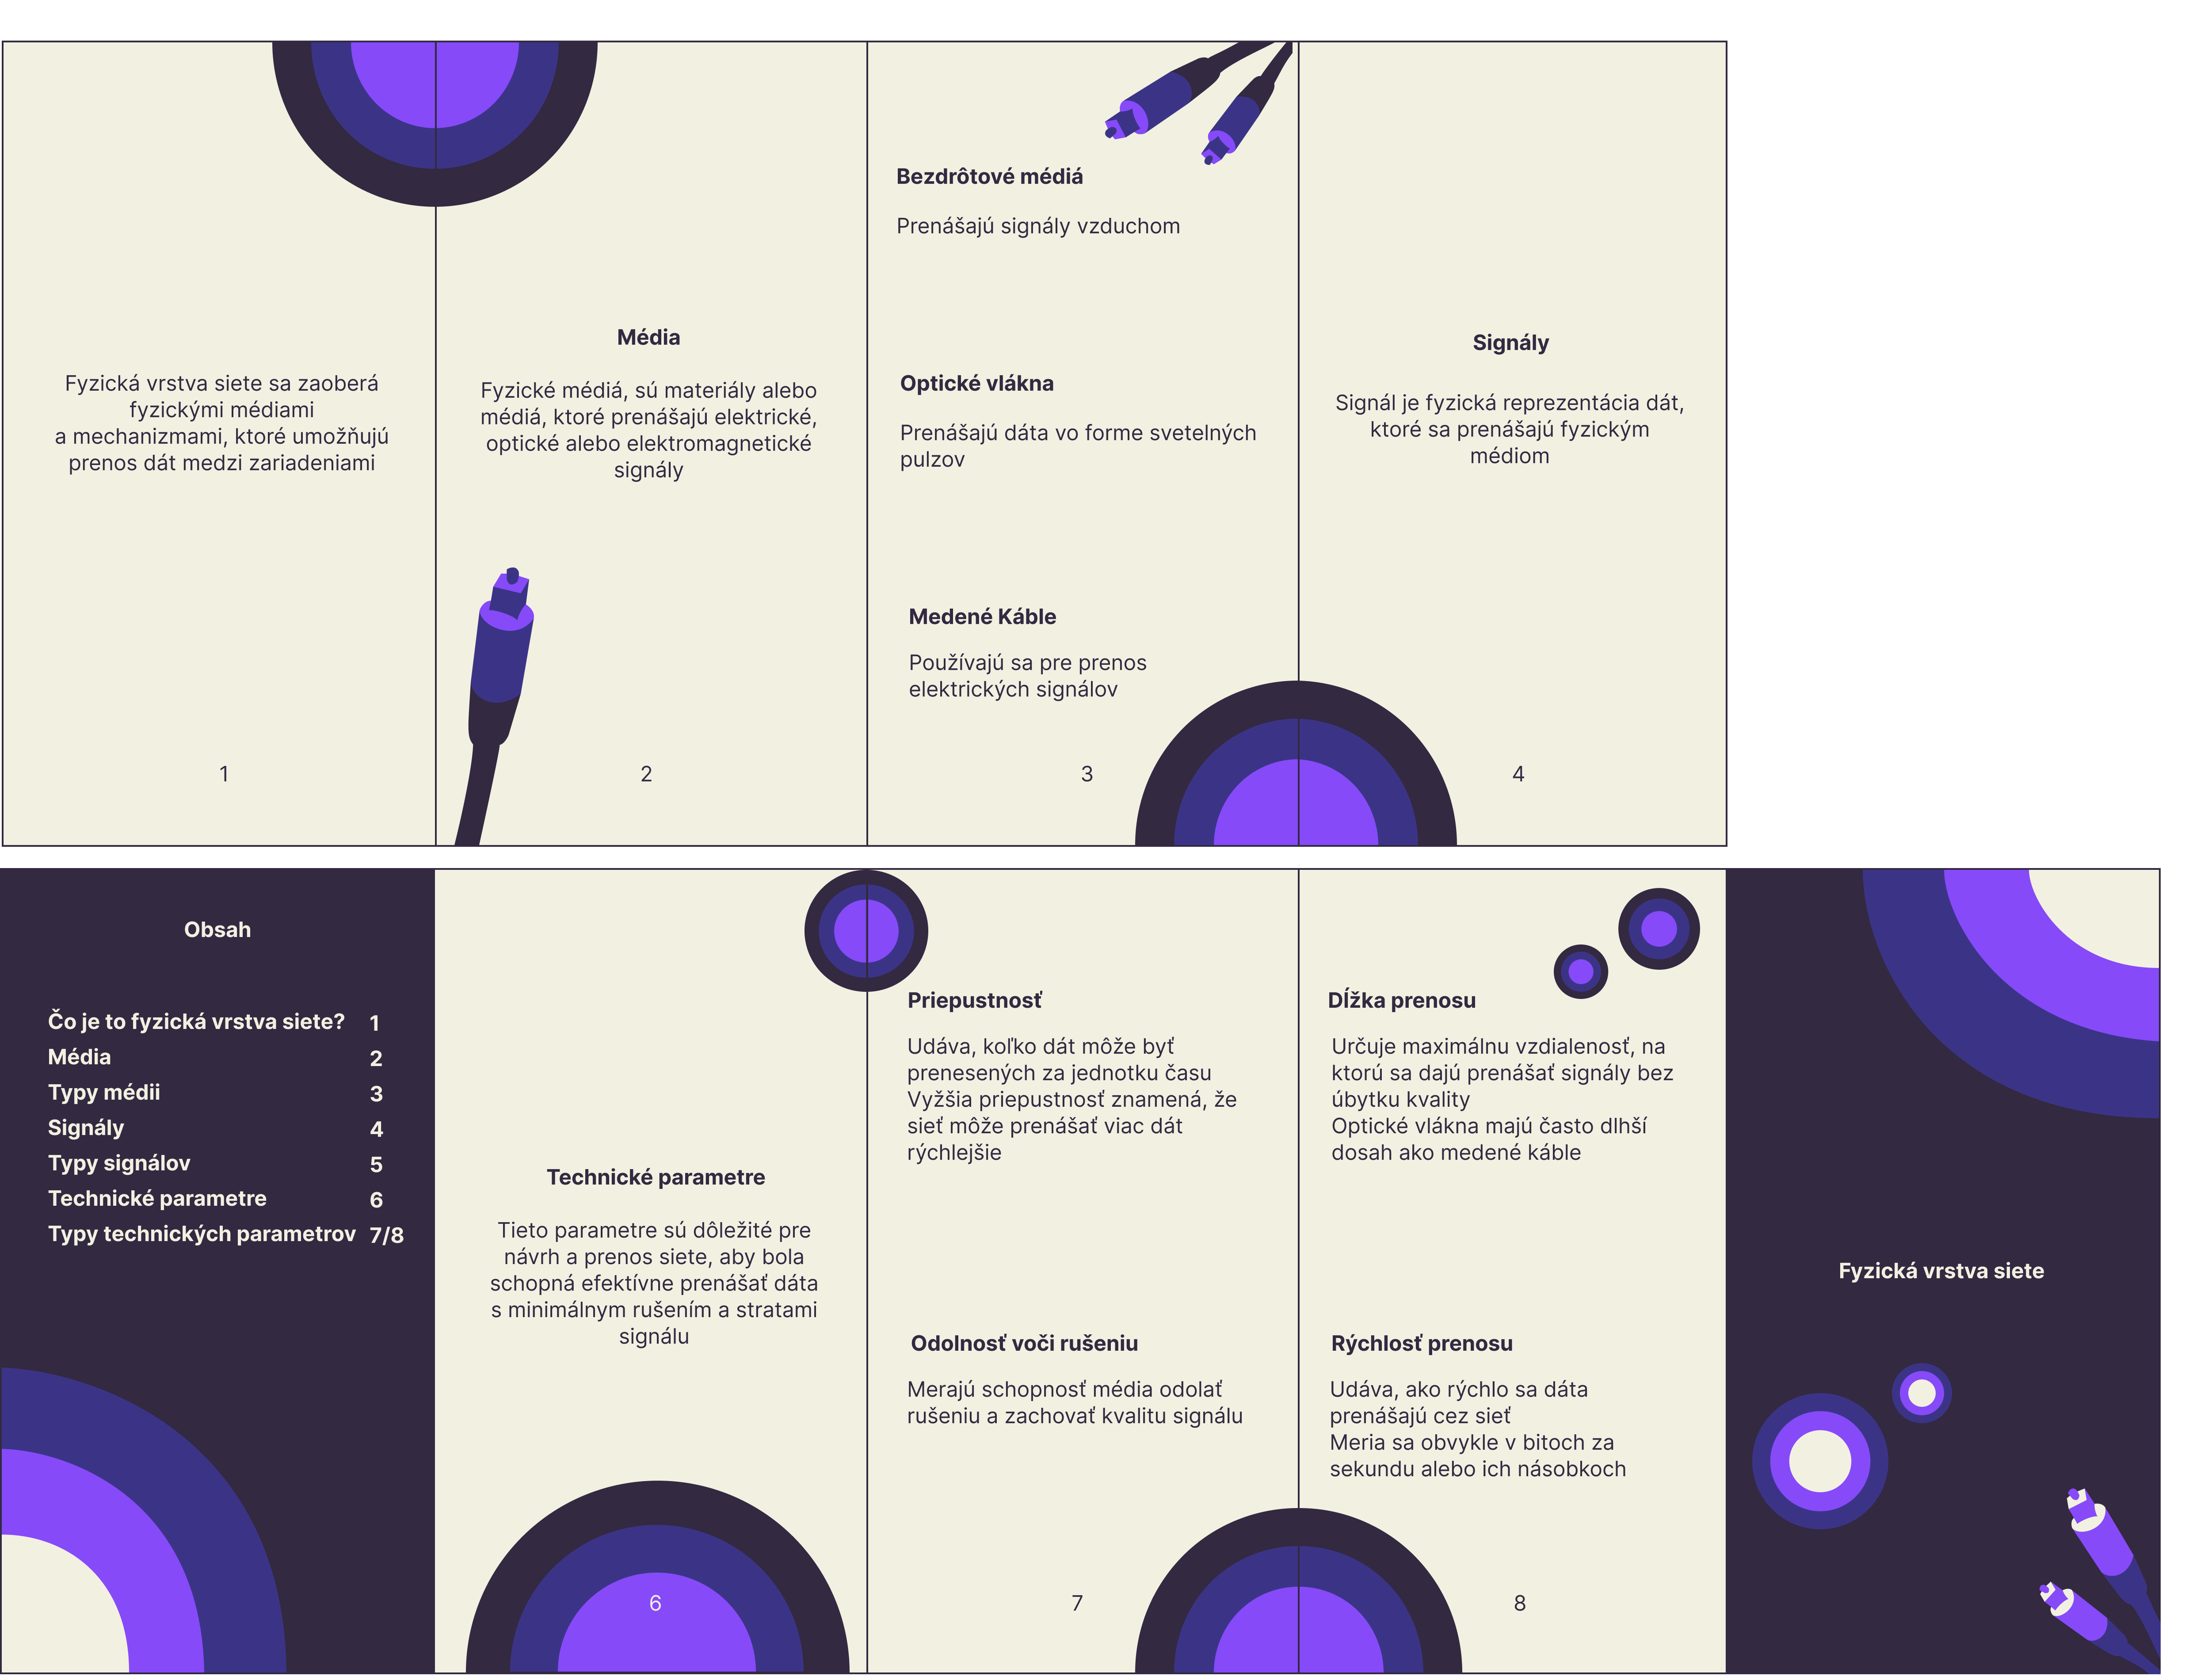 Fyzická vrstva siete sa zaoberá
fyzickými médiami
a mechanizmami, ktoré umožňujú
prenos dát medzi zariadeniami
1
Média
Fyzické médiá, sú materiály alebo
médiá, ktoré prenášajú elektrické,
optické alebo elektromagnetické
signály
2
Bezdrôtové médiá
Prenášajú signály vzduchom
Optické vlákna
Prenášajú dáta vo forme svetelných
pulzov
Medené Káble
Používajú sa pre prenos
elektrických signálov
3
Signály
Signál je fyzická reprezentácia dát,
ktoré sa prenášajú fyzickým
médiom
4
Obsah
Čo je to fyzická vrstva siete? 1
Média 2
Typy médii 3
Signály 4
Typy signálov 5
Technické parametre 6
Typy technických parametrov 7/8
Technické parametre
Tieto parametre sú dôležité pre
návrh a prenos siete, aby bola
schopná efektívne prenášať dáta
s minimálnym rušením a stratami
signálu
6
Priepustnosť
Udáva, koľko dát môže byť
prenesených za jednotku času
Vyžšia priepustnosť znamená, že
sieť môže prenášať viac dát
rýchlejšie
Odolnosť voči rušeniu
Merajú schopnosť média odolať
rušeniu a zachovať kvalitu signálu
7
Dĺžka prenosu
Určuje maximálnu vzdialenosť, na
ktorú sa dajú prenášať signály bez
úbytku kvality
Optické vlákna majú často dlhší
dosah ako medené káble
Rýchlosť prenosu
Udáva, ako rýchlo sa dáta
prenášajú cez sieť
Meria sa obvykle v bitoch za
sekundu alebo ich násobkoch
8
Fyzická vrstva siete